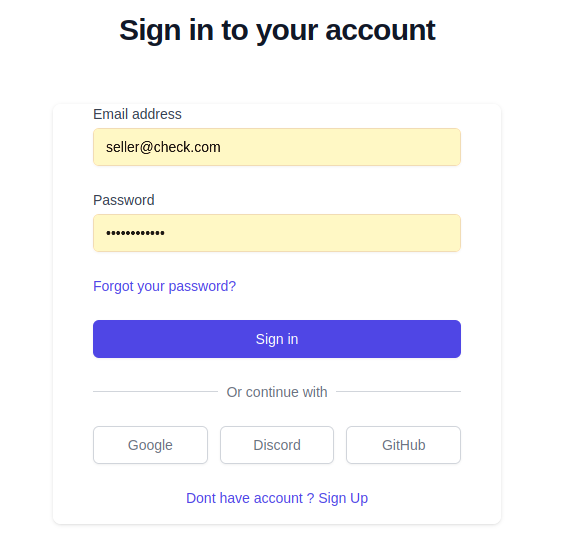 Sign in to your account
Email address
seller@check.com
Password
••••••••••••
Forgot your password?
Sign in
Or continue with
Google Discord GitHub
Dont have account ? Sign Up